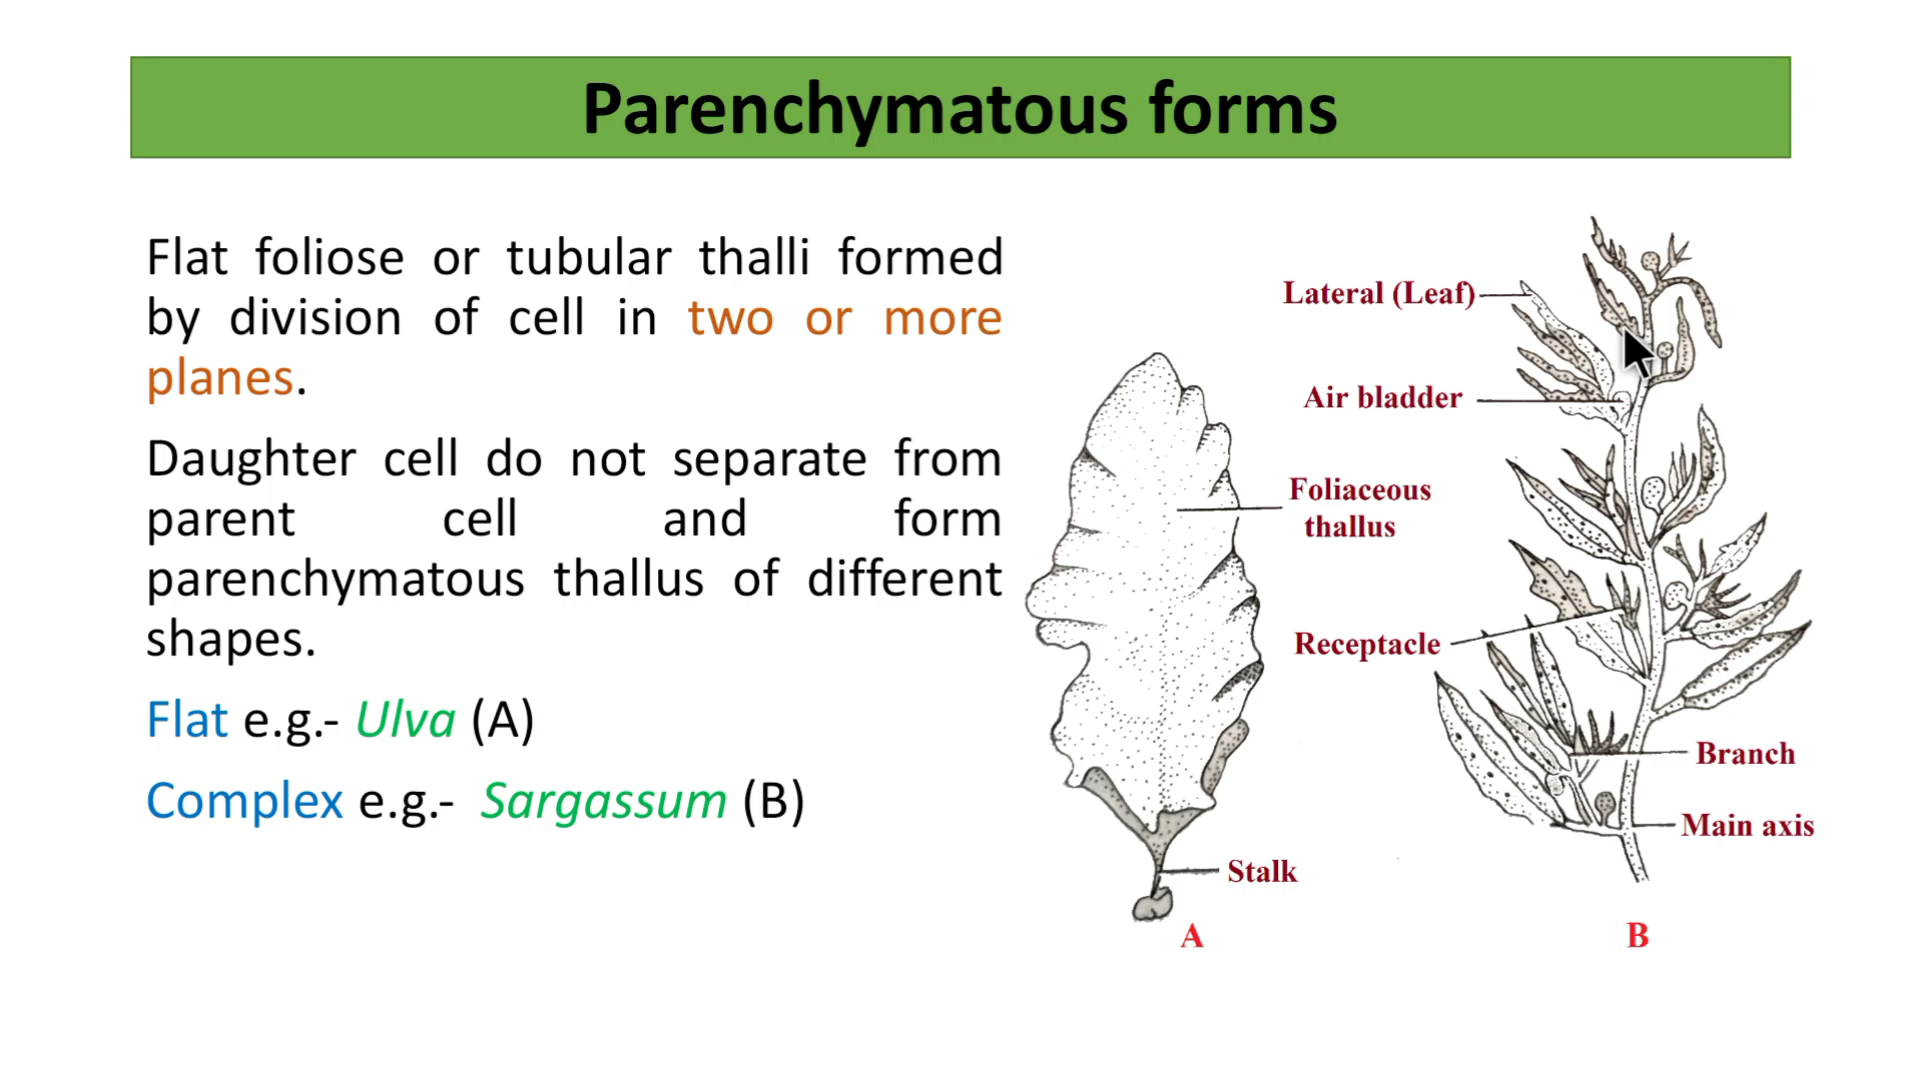 Parenchymatous forms
Flat foliose or tubular thalli formed
by division of cell in two or more
planes.
Daughter cell do not separate from
parent cell and form
parenchymatous thallus of different
shapes.
Flat e.g.- Ulva (A)
Complex e.g.- Sargassum (B)
Lateral (Leaf)
Air bladder
Foliaceous
thallus
Receptacle
Branch
Main axis
Stalk
A
B